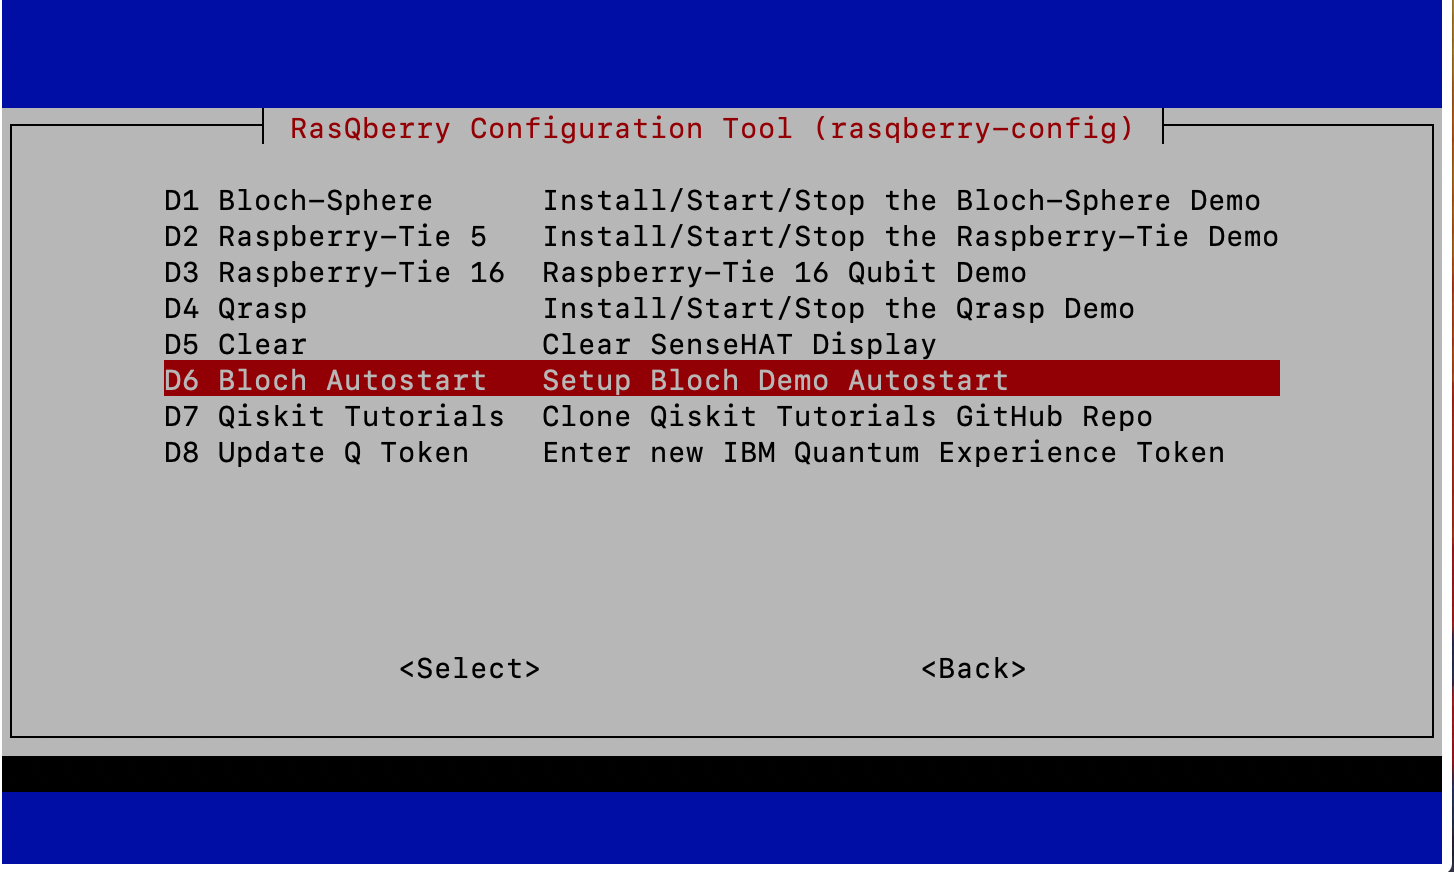 RasQberry Configuration Tool (rasqberry-config)
D1 Bloch-Sphere Install/Start/Stop the Bloch-Sphere Demo
D2 Raspberry-Tie 5 Install/Start/Stop the Raspberry-Tie Demo
D3 Raspberry-Tie 16 Raspberry-Tie 16 Qubit Demo
D4 Qrasp Install/Start/Stop the Qrasp Demo
D5 Clear Clear SenseHAT Display
D6 Bloch Autostart Setup Bloch Demo Autostart
D7 Qiskit Tutorials Clone Qiskit Tutorials GitHub Repo
D8 Update Q Token Enter new IBM Quantum Experience Token
<Select> <Back>